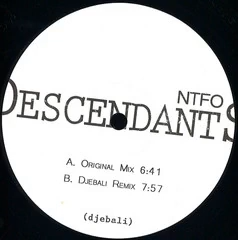 NTFO
DESCENDANTS
A. Original Mix 6:41
B. Djebali Remix 7:57
(djebali)